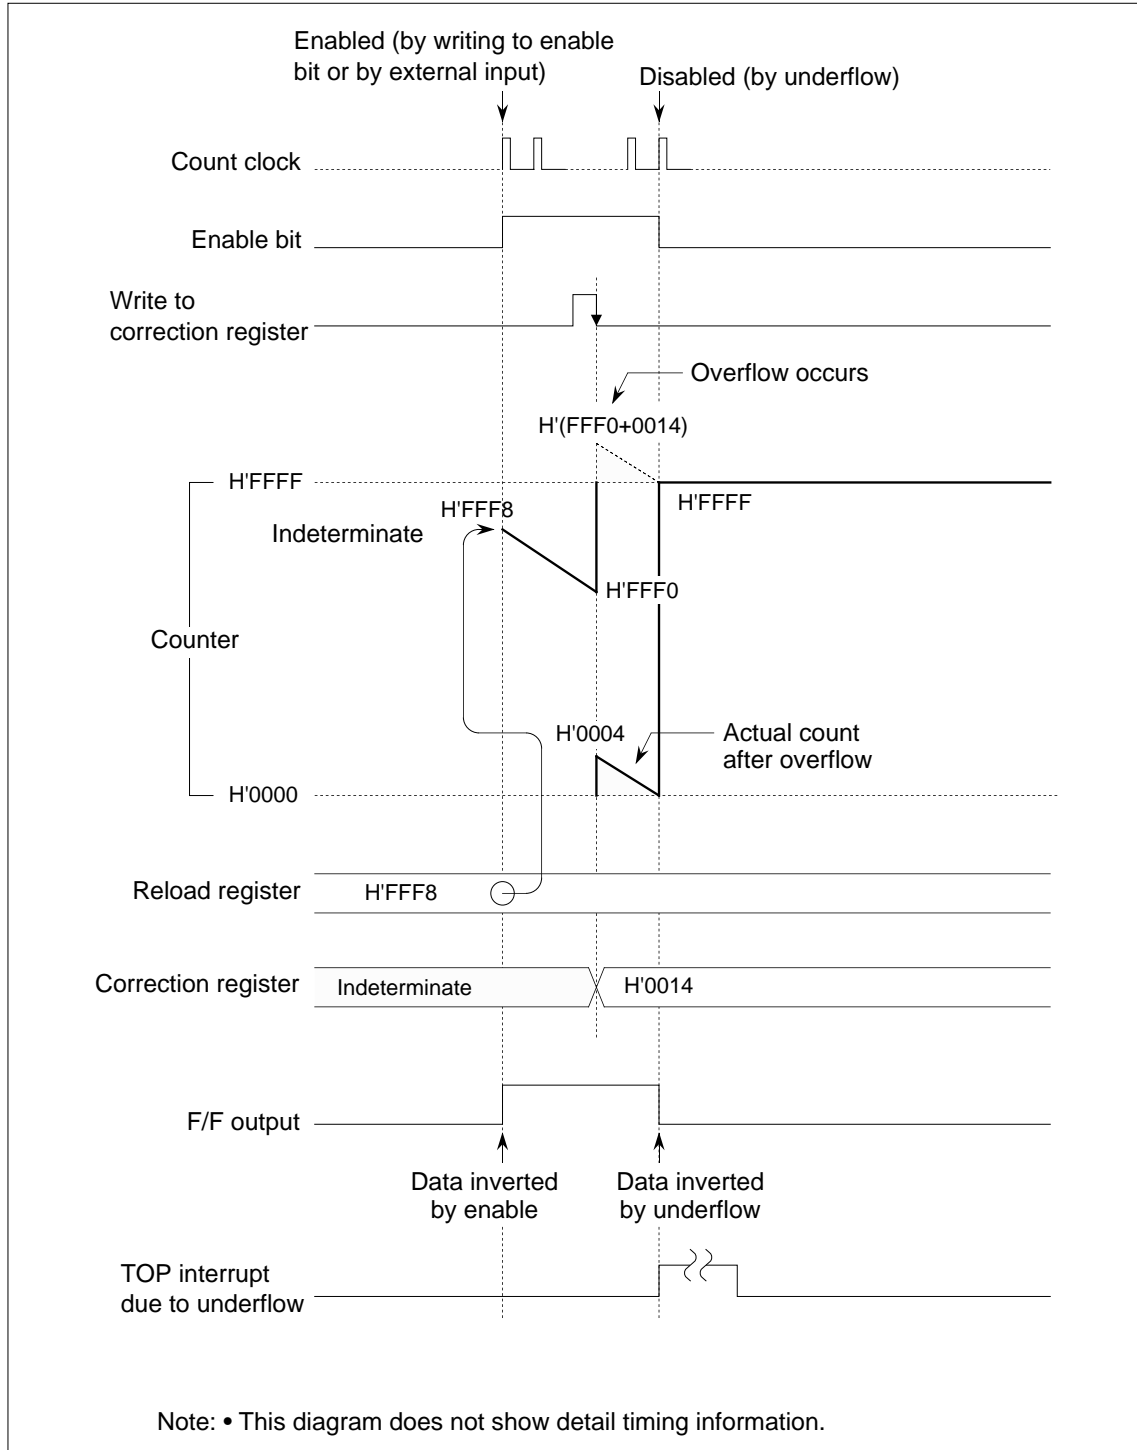 Enabled (by writing to enable
bit or by external input)
Disabled (by underflow)
Count clock
Enable bit
Write to
correction register
Overflow occurs
H'(FFF0+0014)
H'FFFF
H'FFFF
H'FFF8
Indeterminate
H'FFF0
Counter
H'0004
Actual count
after overflow
H'0000
Reload register
H'FFF8
Correction register
Indeterminate
H'0014
F/F output
Data inverted
by enable
Data inverted
by underflow
TOP interrupt
due to underflow
Note: • This diagram does not show detail timing information.